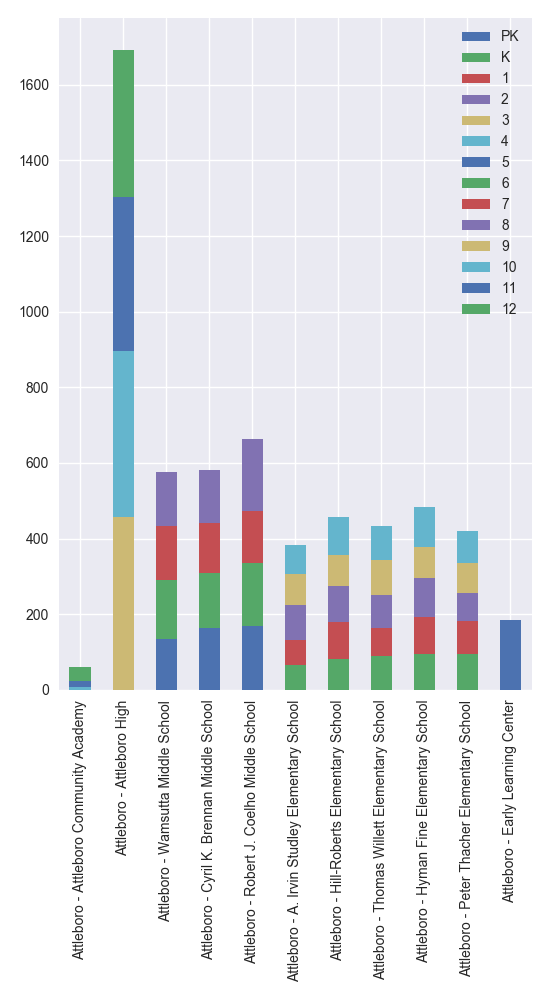 PK
K
1
2
3
4
5
6
7
8
9
10
11
12
1600
1400
1200
1000
800
600
400
200
0
Attleboro - Attleboro Community Academy
Attleboro - Attleboro High
Attleboro - Wamsutta Middle School
Attleboro - Cyril K. Brennan Middle School
Attleboro - Robert J. Coelho Middle School
Attleboro - A. Irvin Studley Elementary School
Attleboro - Hill-Roberts Elementary School
Attleboro - Thomas Willett Elementary School
Attleboro - Hyman Fine Elementary School
Attleboro - Peter Thacher Elementary School
Attleboro - Early Learning Center